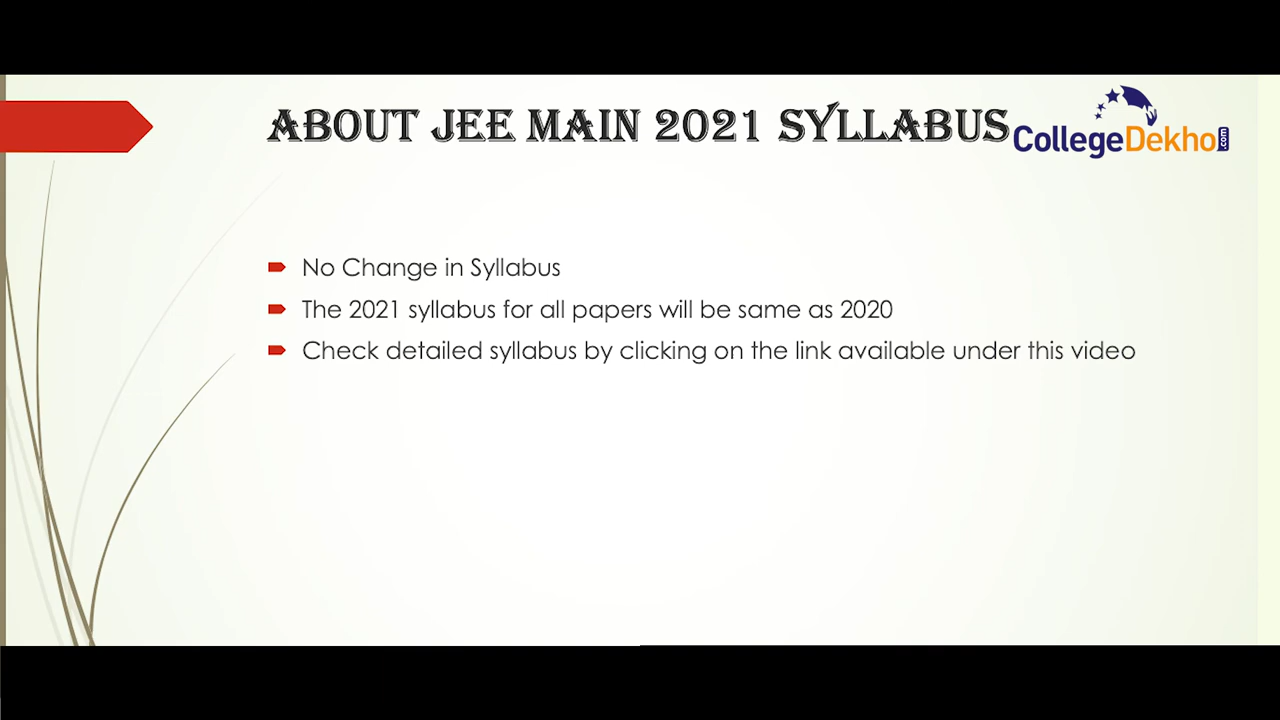 ABOUT JEE MAIN 2021 SYLLABUS
CollegeDekho.com
No Change in Syllabus
The 2021 syllabus for all papers will be same as 2020
Check detailed syllabus by clicking on the link available under this video